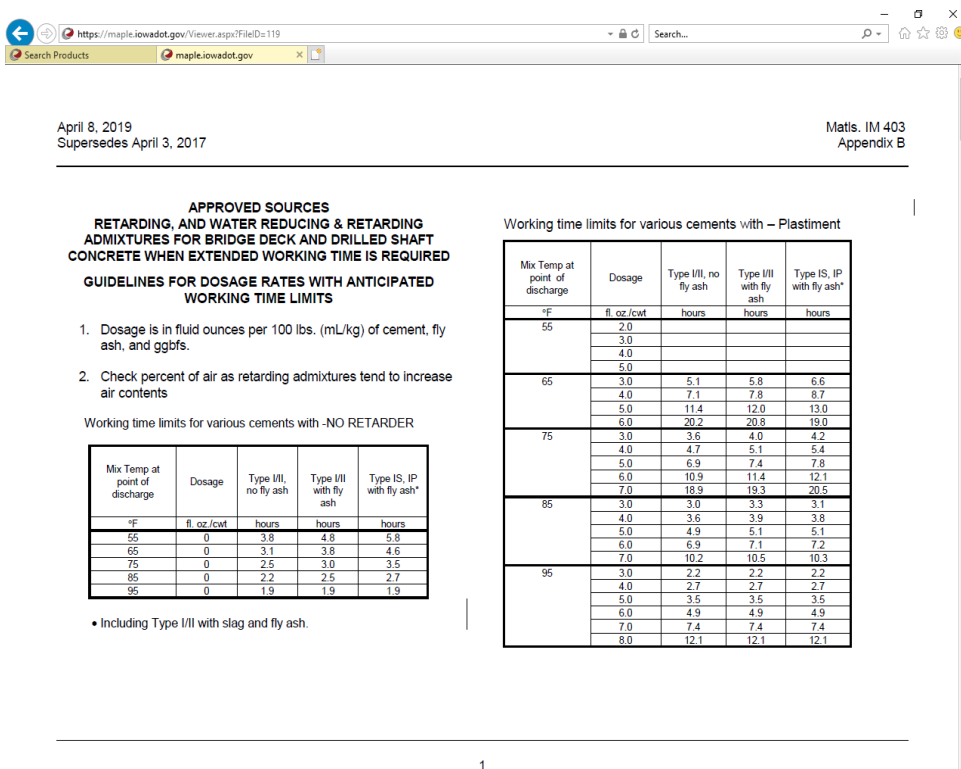 https://maple.iowadot.gov/Viewer.aspx?FileID=119
Search...
Search Products
maple.iowadot.gov
April 8, 2019
Supersedes April 3, 2017
Matls. IM 403
Appendix B
APPROVED SOURCES
RETARDING, AND WATER REDUCING & RETARDING
ADMIXTURES FOR BRIDGE DECK AND DRILLED SHAFT
CONCRETE WHEN EXTENDED WORKING TIME IS REQUIRED
GUIDELINES FOR DOSAGE RATES WITH ANTICIPATED
WORKING TIME LIMITS
1. Dosage is in fluid ounces per 100 lbs. (mL/kg) of cement, fly
ash, and ggbfs.
2. Check percent of air as retarding admixtures tend to increase
air contents
Working time limits for various cements with -NO RETARDER
Mix Temp at
point of
discharge
Dosage
Type I/II,
no fly ash
Type I/II
with fly
ash
Type IS, IP
with fly ash*
°F fl. oz./cwt hours hours hours
55 0 3.8 4.8 5.8
65 0 3.1 3.8 4.6
75 0 2.5 3.0 3.5
85 0 2.2 2.5 2.7
95 0 1.9 1.9 1.9
• Including Type I/II with slag and fly ash.
Working time limits for various cements with – Plastiment
Mix Temp at
point of
discharge
Dosage
Type I/II, no
fly ash
Type I/II
with fly
ash
Type IS, IP
with fly ash*
°F fl. oz./cwt hours hours hours
55 2.0
3.0
4.0
5.0
65 3.0 5.1 5.8 6.6
4.0 7.1 7.8 8.7
5.0 11.4 12.0 13.0
6.0 20.2 20.8 19.0
75 3.0 3.6 4.0 4.2
4.0 4.7 5.1 5.4
5.0 6.9 7.4 7.8
6.0 10.9 11.4 12.1
7.0 18.9 19.3 20.5
85 3.0 3.0 3.3 3.1
4.0 3.6 3.9 3.8
5.0 4.9 5.1 5.1
6.0 6.9 7.1 7.2
7.0 10.2 10.5 10.3
95 3.0 2.2 2.2 2.2
4.0 2.7 2.7 2.7
5.0 3.5 3.5 3.5
6.0 4.9 4.9 4.9
7.0 7.4 7.4 7.4
8.0 12.1 12.1 12.1
1